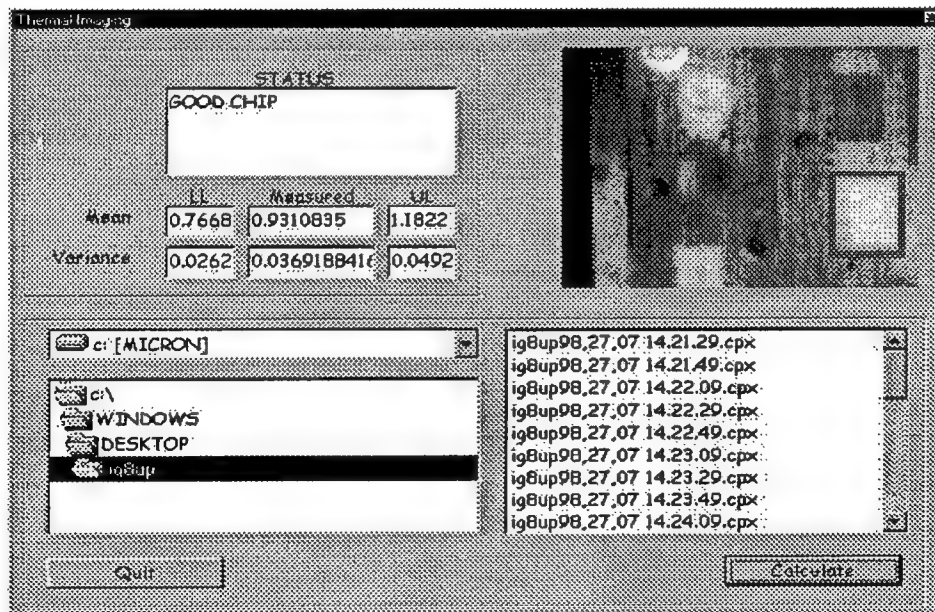 Thermal Imaging
STATUS
GOOD CHIP
LL Measured UL
Mean 0.7668 0.9310835 1.1822
Variance 0.0262 0.0369188416 0.0492
c: [MICRON]
c:\
WINDOWS
DESKTOP
ig8up
ig8up98,27,07 14.21.29.cpx
ig8up98,27,07 14.21.49.cpx
ig8up98,27,07 14.22.09.cpx
ig8up98,27,07 14.22.29.cpx
ig8up98,27,07 14.22.49.cpx
ig8up98,27,07 14.23.09.cpx
ig8up98,27,07 14.23.29.cpx
ig8up98,27,07 14.23.49.cpx
ig8up98,27,07 14.24.09.cpx
Quit
Calculate